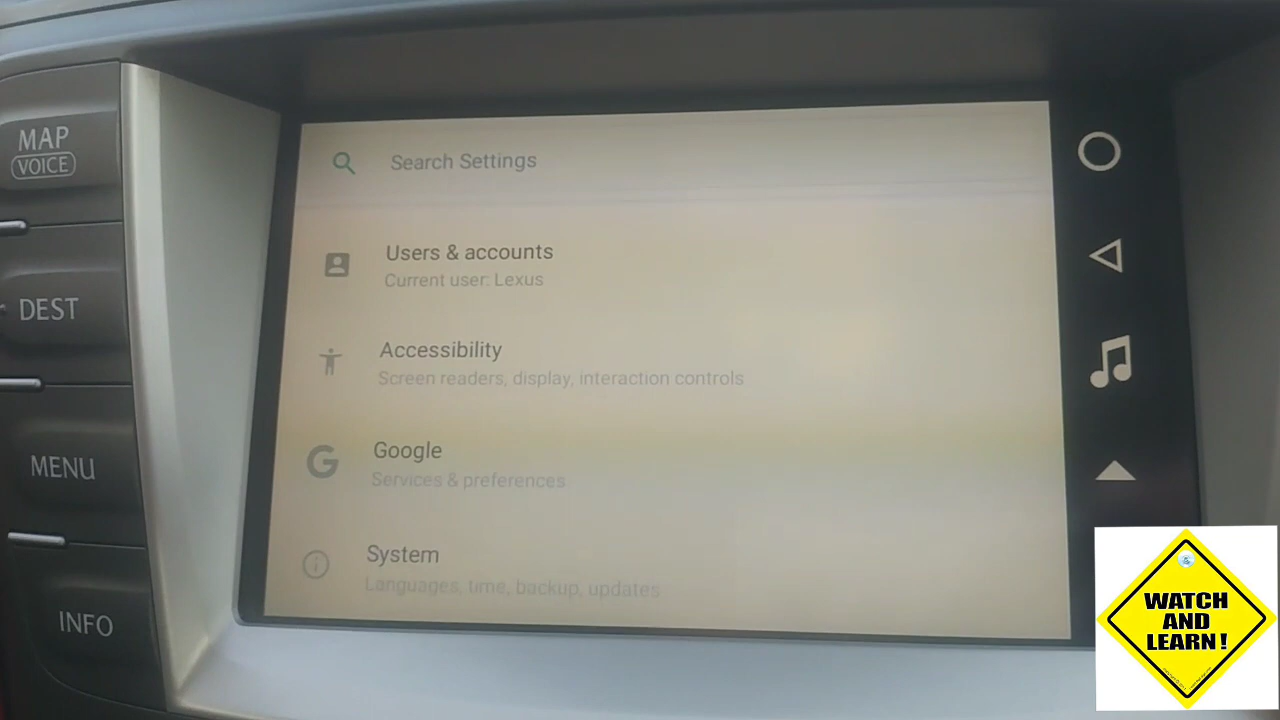 MAP
VOICE
DEST
MENU
INFO
Search Settings
Users & accounts
Current user: Lexus
Accessibility
Screen readers, display, interaction controls
Google
Services & preferences
System
Languages, time, backup, updates
WATCH
AND
LEARN!